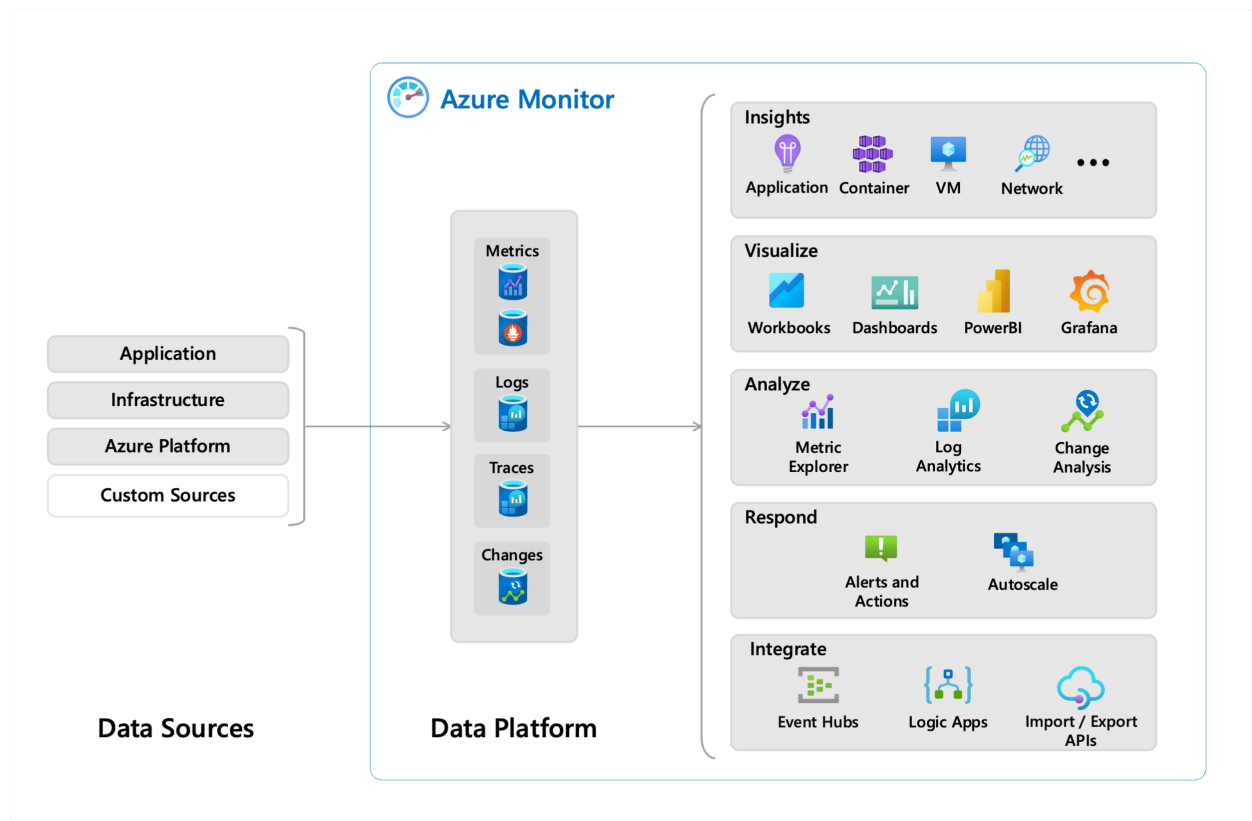 Azure Monitor
Application
Infrastructure
Azure Platform
Custom Sources
Data Sources
Metrics
Logs
Traces
Changes
Data Platform
Insights
Application
Container
VM
Network
...
Visualize
Workbooks
Dashboards
PowerBI
Grafana
Analyze
Metric
Explorer
Log
Analytics
Change
Analysis
Respond
Alerts and
Actions
Autoscale
Integrate
Event Hubs
Logic Apps
Import / Export
APIs